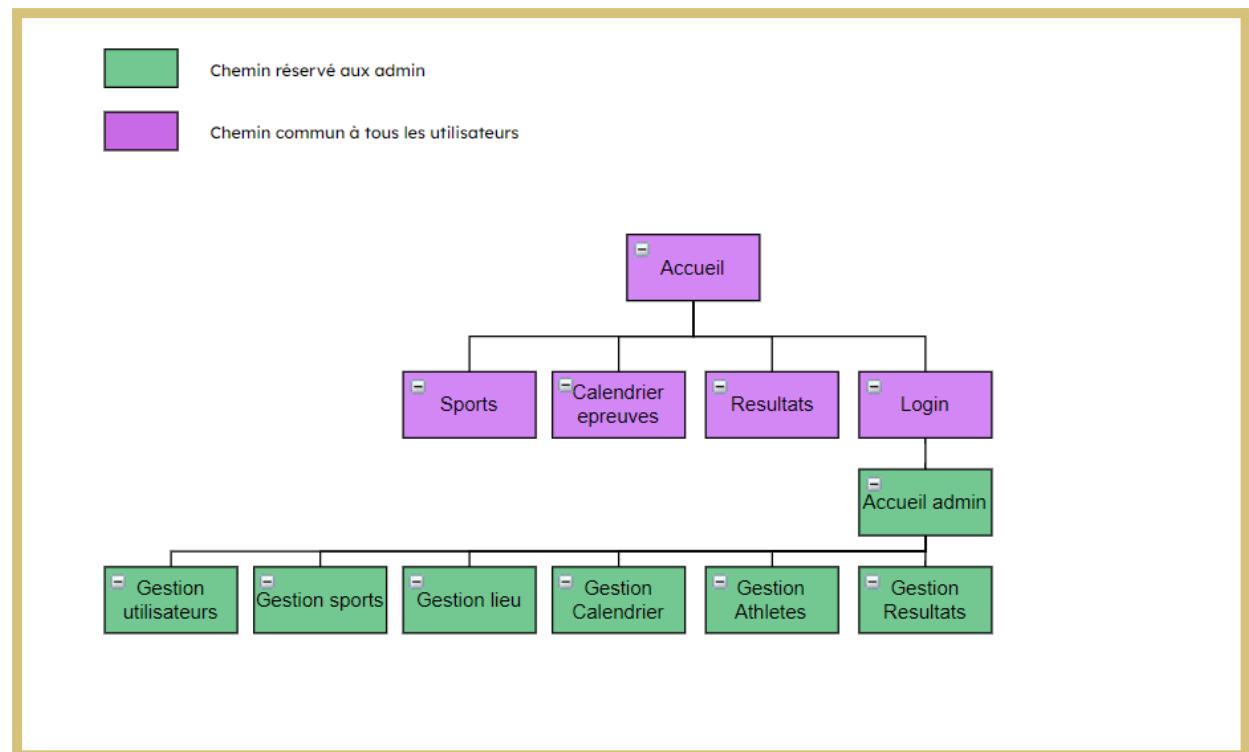 Chemin réservé aux admin
Chemin commun à tous les utilisateurs
Accueil
Sports
Calendrier
epreuves
Resultats
Login
Accueil admin
Gestion
utilisateurs
Gestion sports
Gestion lieu
Gestion
Calendrier
Gestion
Athletes
Gestion
Resultats